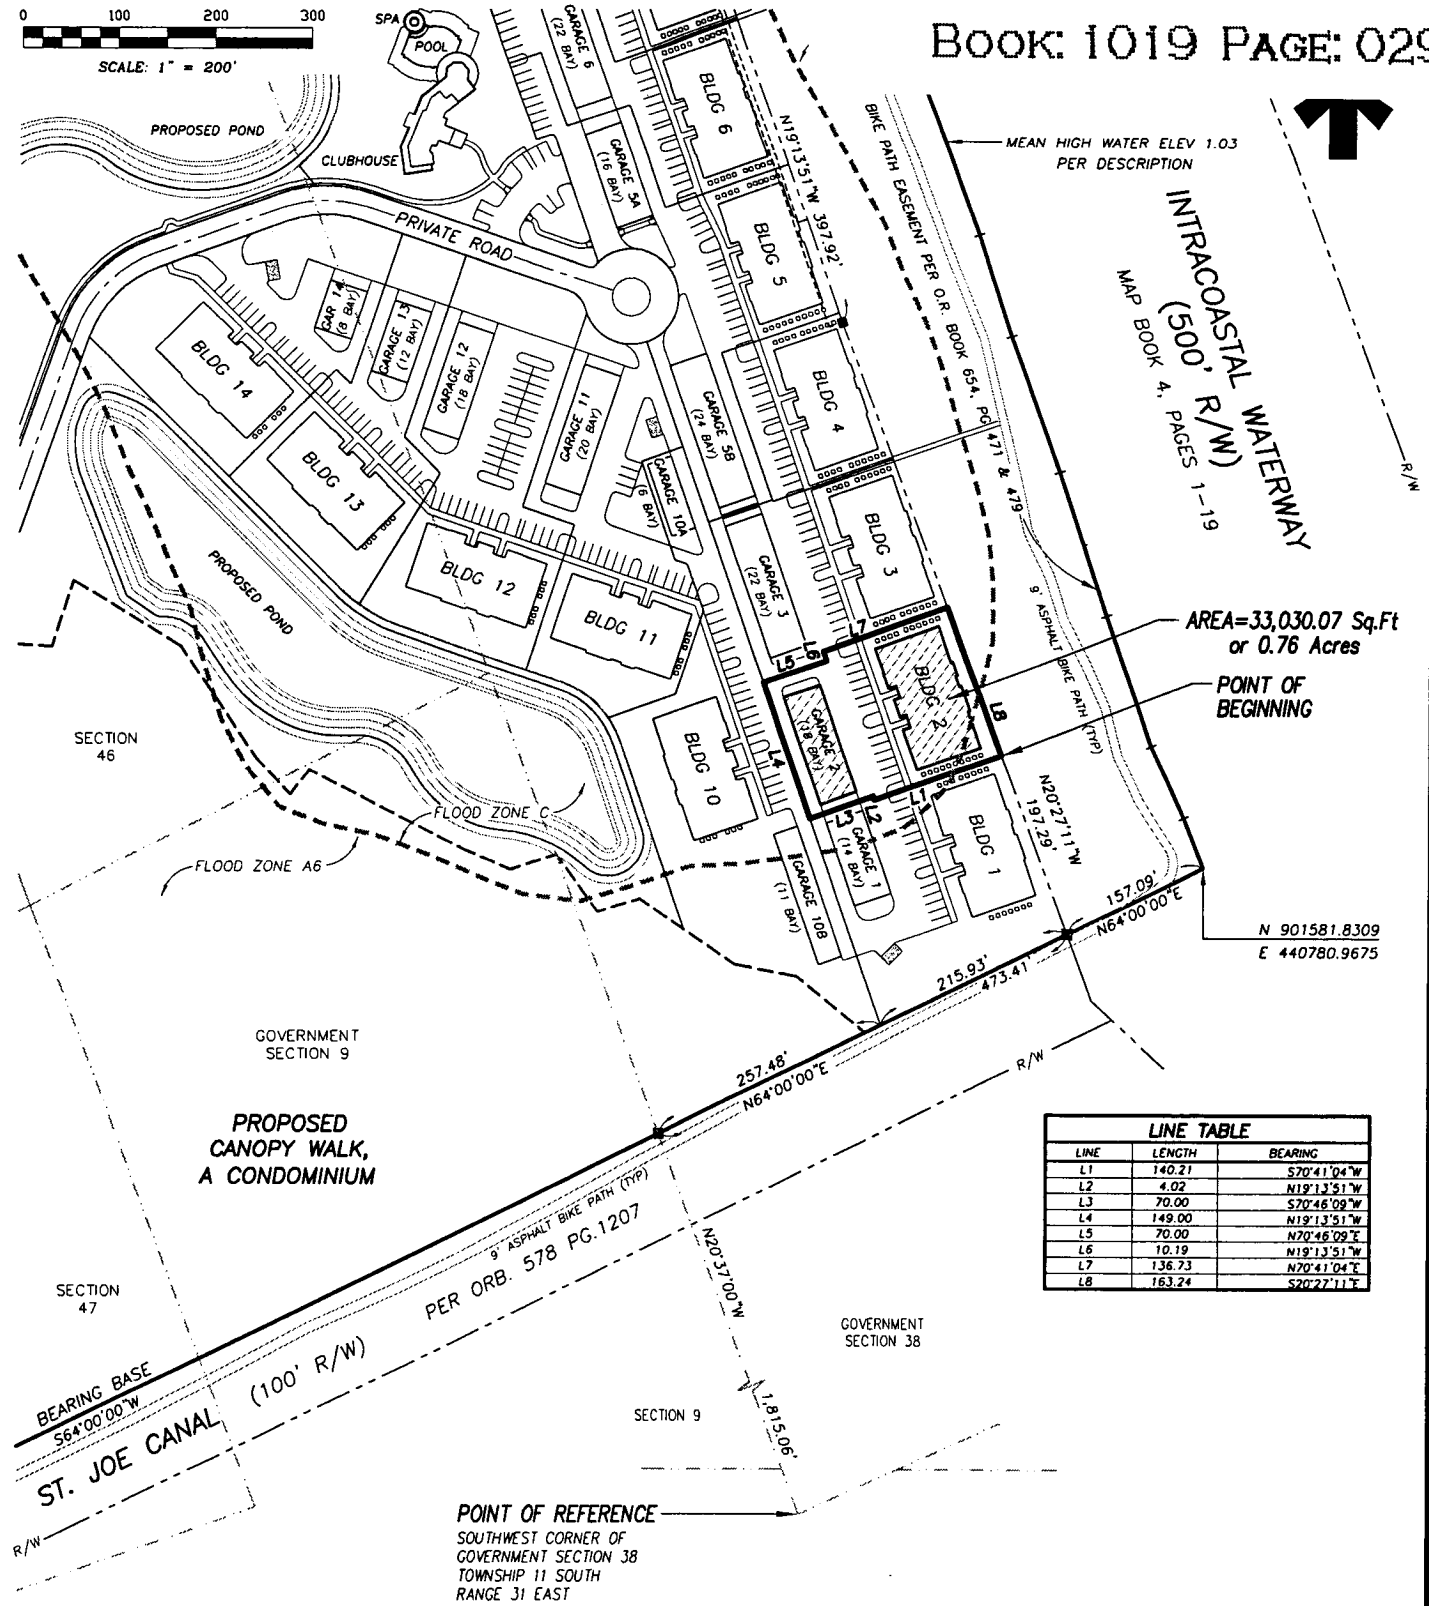 BOOK: 1019 PAGE: 029
0 100 200 300
SCALE: 1" = 200'
SPA
POOL
CLUBHOUSE
PROPOSED POND
PRIVATE ROAD
GARAGE 6
(22 BAY)
GARAGE 5A
(16 BAY)
BLDG 6
N19°13'51"W 397.92'
BLDG 5
BLDG 4
BLDG 3
BIKE PATH EASEMENT PER O.R. BOOK 654, PG 471 & 479
MEAN HIGH WATER ELEV 1.03
PER DESCRIPTION
INTRACOASTAL WATERWAY
(500' R/W)
MAP BOOK 4, PAGES 1-19
R/W
GAR 14
(8 BAY)
GARAGE 13
(12 BAY)
GARAGE 12
(18 BAY)
GARAGE 11
(20 BAY)
GARAGE 5B
(24 BAY)
GARAGE 10A
(6 BAY)
GARAGE 3
(22 BAY)
BLDG 14
BLDG 13
BLDG 12
BLDG 11
BLDG 10
PROPOSED POND
9' ASPHALT BIKE PATH (TYP)
AREA=33,030.07 Sq.Ft
or 0.76 Acres
POINT OF
BEGINNING
L5
L6
L7
L4
L8
L3
L2
L1
GARAGE 2
(18 BAY)
BLDG 2
BLDG 1
GARAGE 1
(14 BAY)
GARAGE 10B
(11 BAY)
N20°27'11"W
197.29'
SECTION
46
FLOOD ZONE C
FLOOD ZONE A6
157.09'
N64°00'00"E
N 901581.8309
E 440780.9675
215.93'
473.41'
257.48'
N64°00'00"E
R/W
GOVERNMENT
SECTION 9
PROPOSED
CANOPY WALK,
A CONDOMINIUM
LINE TABLE
LINE LENGTH BEARING
L1 140.21 S70°41'04"W
L2 4.02 N19°13'51"W
L3 70.00 S70°46'09"W
L4 149.00 N19°13'51"W
L5 70.00 N70°46'09"E
L6 10.19 N19°13'51"W
L7 136.73 N70°41'04"E
L8 163.24 S20°27'11"E
9' ASPHALT BIKE PATH (TYP)
PER ORB. 578 PG.1207
N20°37'00"W
1,815.06'
SECTION
47
GOVERNMENT
SECTION 38
BEARING BASE
S64°00'00"W
ST. JOE CANAL (100' R/W)
R/W
SECTION 9
POINT OF REFERENCE
SOUTHWEST CORNER OF
GOVERNMENT SECTION 38
TOWNSHIP 11 SOUTH
RANGE 31 EAST